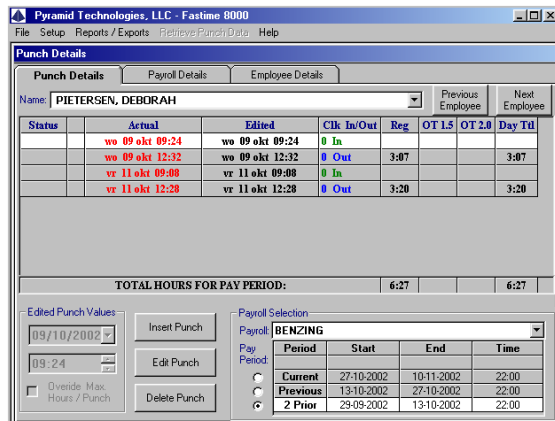 Pyramid Technologies, LLC - Fastime 8000
File Setup Reports / Exports Retrieve Punch Data Help
Punch Details
Punch Details Payroll Details Employee Details
Name: PIETERSEN, DEBORAH Previous Employee Next Employee
Status Actual Edited Clk In/Out Reg OT 1.5 OT 2.0 Day Ttl
wo 09 okt 09:24 wo 09 okt 09:24 0 In
wo 09 okt 12:32 wo 09 okt 12:32 0 Out 3:07 3:07
vr 11 okt 09:08 vr 11 okt 09:08 0 In
vr 11 okt 12:28 vr 11 okt 12:28 0 Out 3:20 3:20
TOTAL HOURS FOR PAY PERIOD: 6:27 6:27
Edited Punch Values
09/10/2002
09:24
Overide Max. Hours / Punch
Insert Punch
Edit Punch
Delete Punch
Payroll Selection
Payroll: BENZING
Pay Period:
Period Start End Time
Current 27-10-2002 10-11-2002 22:00
Previous 13-10-2002 27-10-2002 22:00
2 Prior 29-09-2002 13-10-2002 22:00